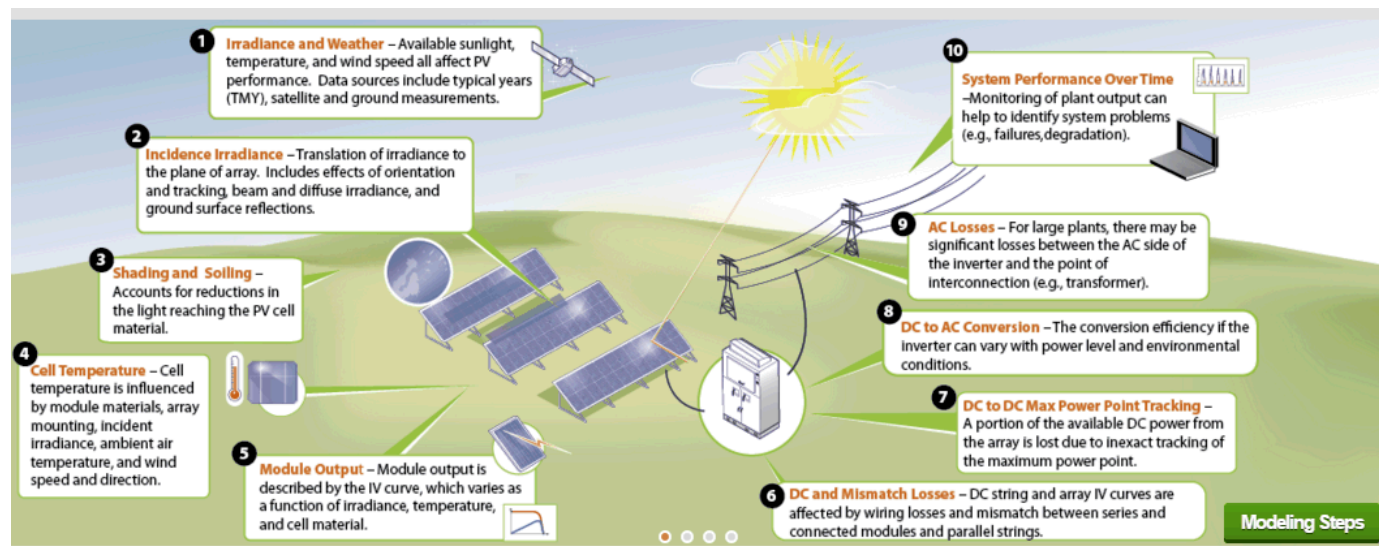 1
Irradiance and Weather – Available sunlight,
temperature, and wind speed all affect PV
performance. Data sources include typical years
(TMY), satellite and ground measurements.
2
Incidence Irradiance – Translation of irradiance to
the plane of array. Includes effects of orientation
and tracking, beam and diffuse irradiance, and
ground surface reflections.
3
Shading and Soiling –
Accounts for reductions in
the light reaching the PV cell
material.
4
Cell Temperature – Cell
temperature is influenced
by module materials, array
mounting, incident
irradiance, ambient air
temperature, and wind
speed and direction.
5
Module Output – Module output is
described by the IV curve, which varies as
a function of irradiance, temperature,
and cell material.
6
DC and Mismatch Losses – DC string and array IV curves are
affected by wiring losses and mismatch between series and
connected modules and parallel strings.
7
DC to DC Max Power Point Tracking –
A portion of the available DC power from
the array is lost due to inexact tracking of
the maximum power point.
8
DC to AC Conversion – The conversion efficiency if the
inverter can vary with power level and environmental
conditions.
9
AC Losses – For large plants, there may be
significant losses between the AC side of
the inverter and the point of
interconnection (e.g., transformer).
10
System Performance Over Time
–Monitoring of plant output can
help to identify system problems
(e.g., failures,degradation).
Modeling Steps